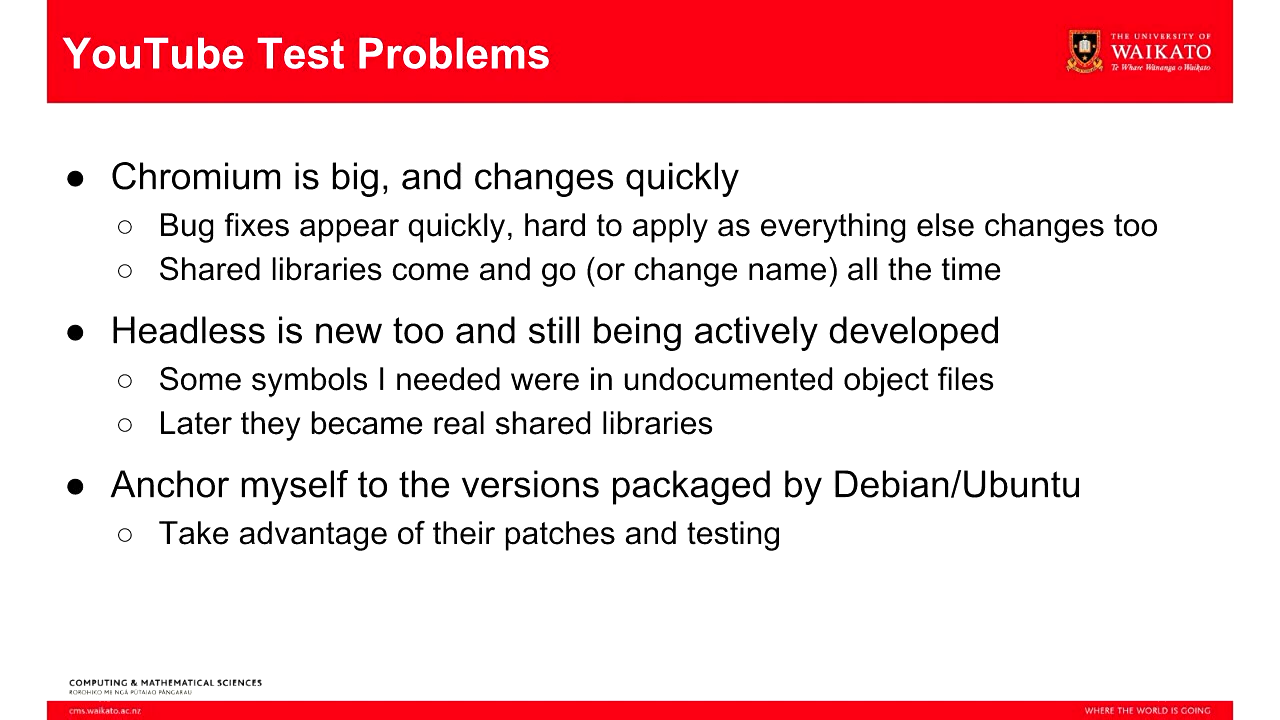 YouTube Test Problems
THE UNIVERSITY OF
WAIKATO
Te Whare Wānanga o Waikato
● Chromium is big, and changes quickly
○ Bug fixes appear quickly, hard to apply as everything else changes too
○ Shared libraries come and go (or change name) all the time
● Headless is new too and still being actively developed
○ Some symbols I needed were in undocumented object files
○ Later they became real shared libraries
● Anchor myself to the versions packaged by Debian/Ubuntu
○ Take advantage of their patches and testing
COMPUTING & MATHEMATICAL SCIENCES
ROROHIKO ME NGĀ PŪTAIAO PĀNGARAU
cms.waikato.ac.nz
WHERE THE WORLD IS GOING